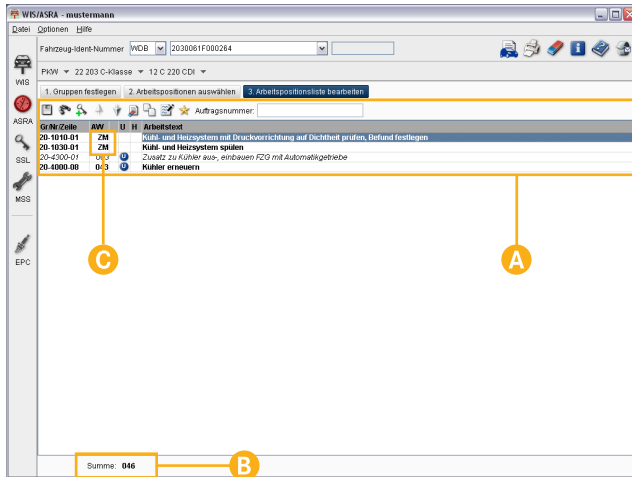 WIS/ASRA - mustermann
Datei Optionen Hilfe
Fahrzeug-Ident-Nummer WDB 2030061F000264
PKW 22 203 C-Klasse 12 C 220 CDI
WIS
1. Gruppen festlegen 2. Arbeitspositionen auswählen 3. Arbeitspositionsliste bearbeiten
ASRA
Auftragsnummer:
Gr/Nr/Zeile AW U H Arbeitstext
20-1010-01 ZM Kühl- und Heizsystem mit Druckvorrichtung auf Dichtheit prüfen, Befund festlegen
20-1030-01 ZM Kühl- und Heizsystem spülen
20-4300-01 003 U Zusatz zu Kühler aus-, einbauen FZG mit Automatikgetriebe
20-4000-08 043 U Kühler erneuern
SSL
MSS
EPC
C
A
Summe: 046
B